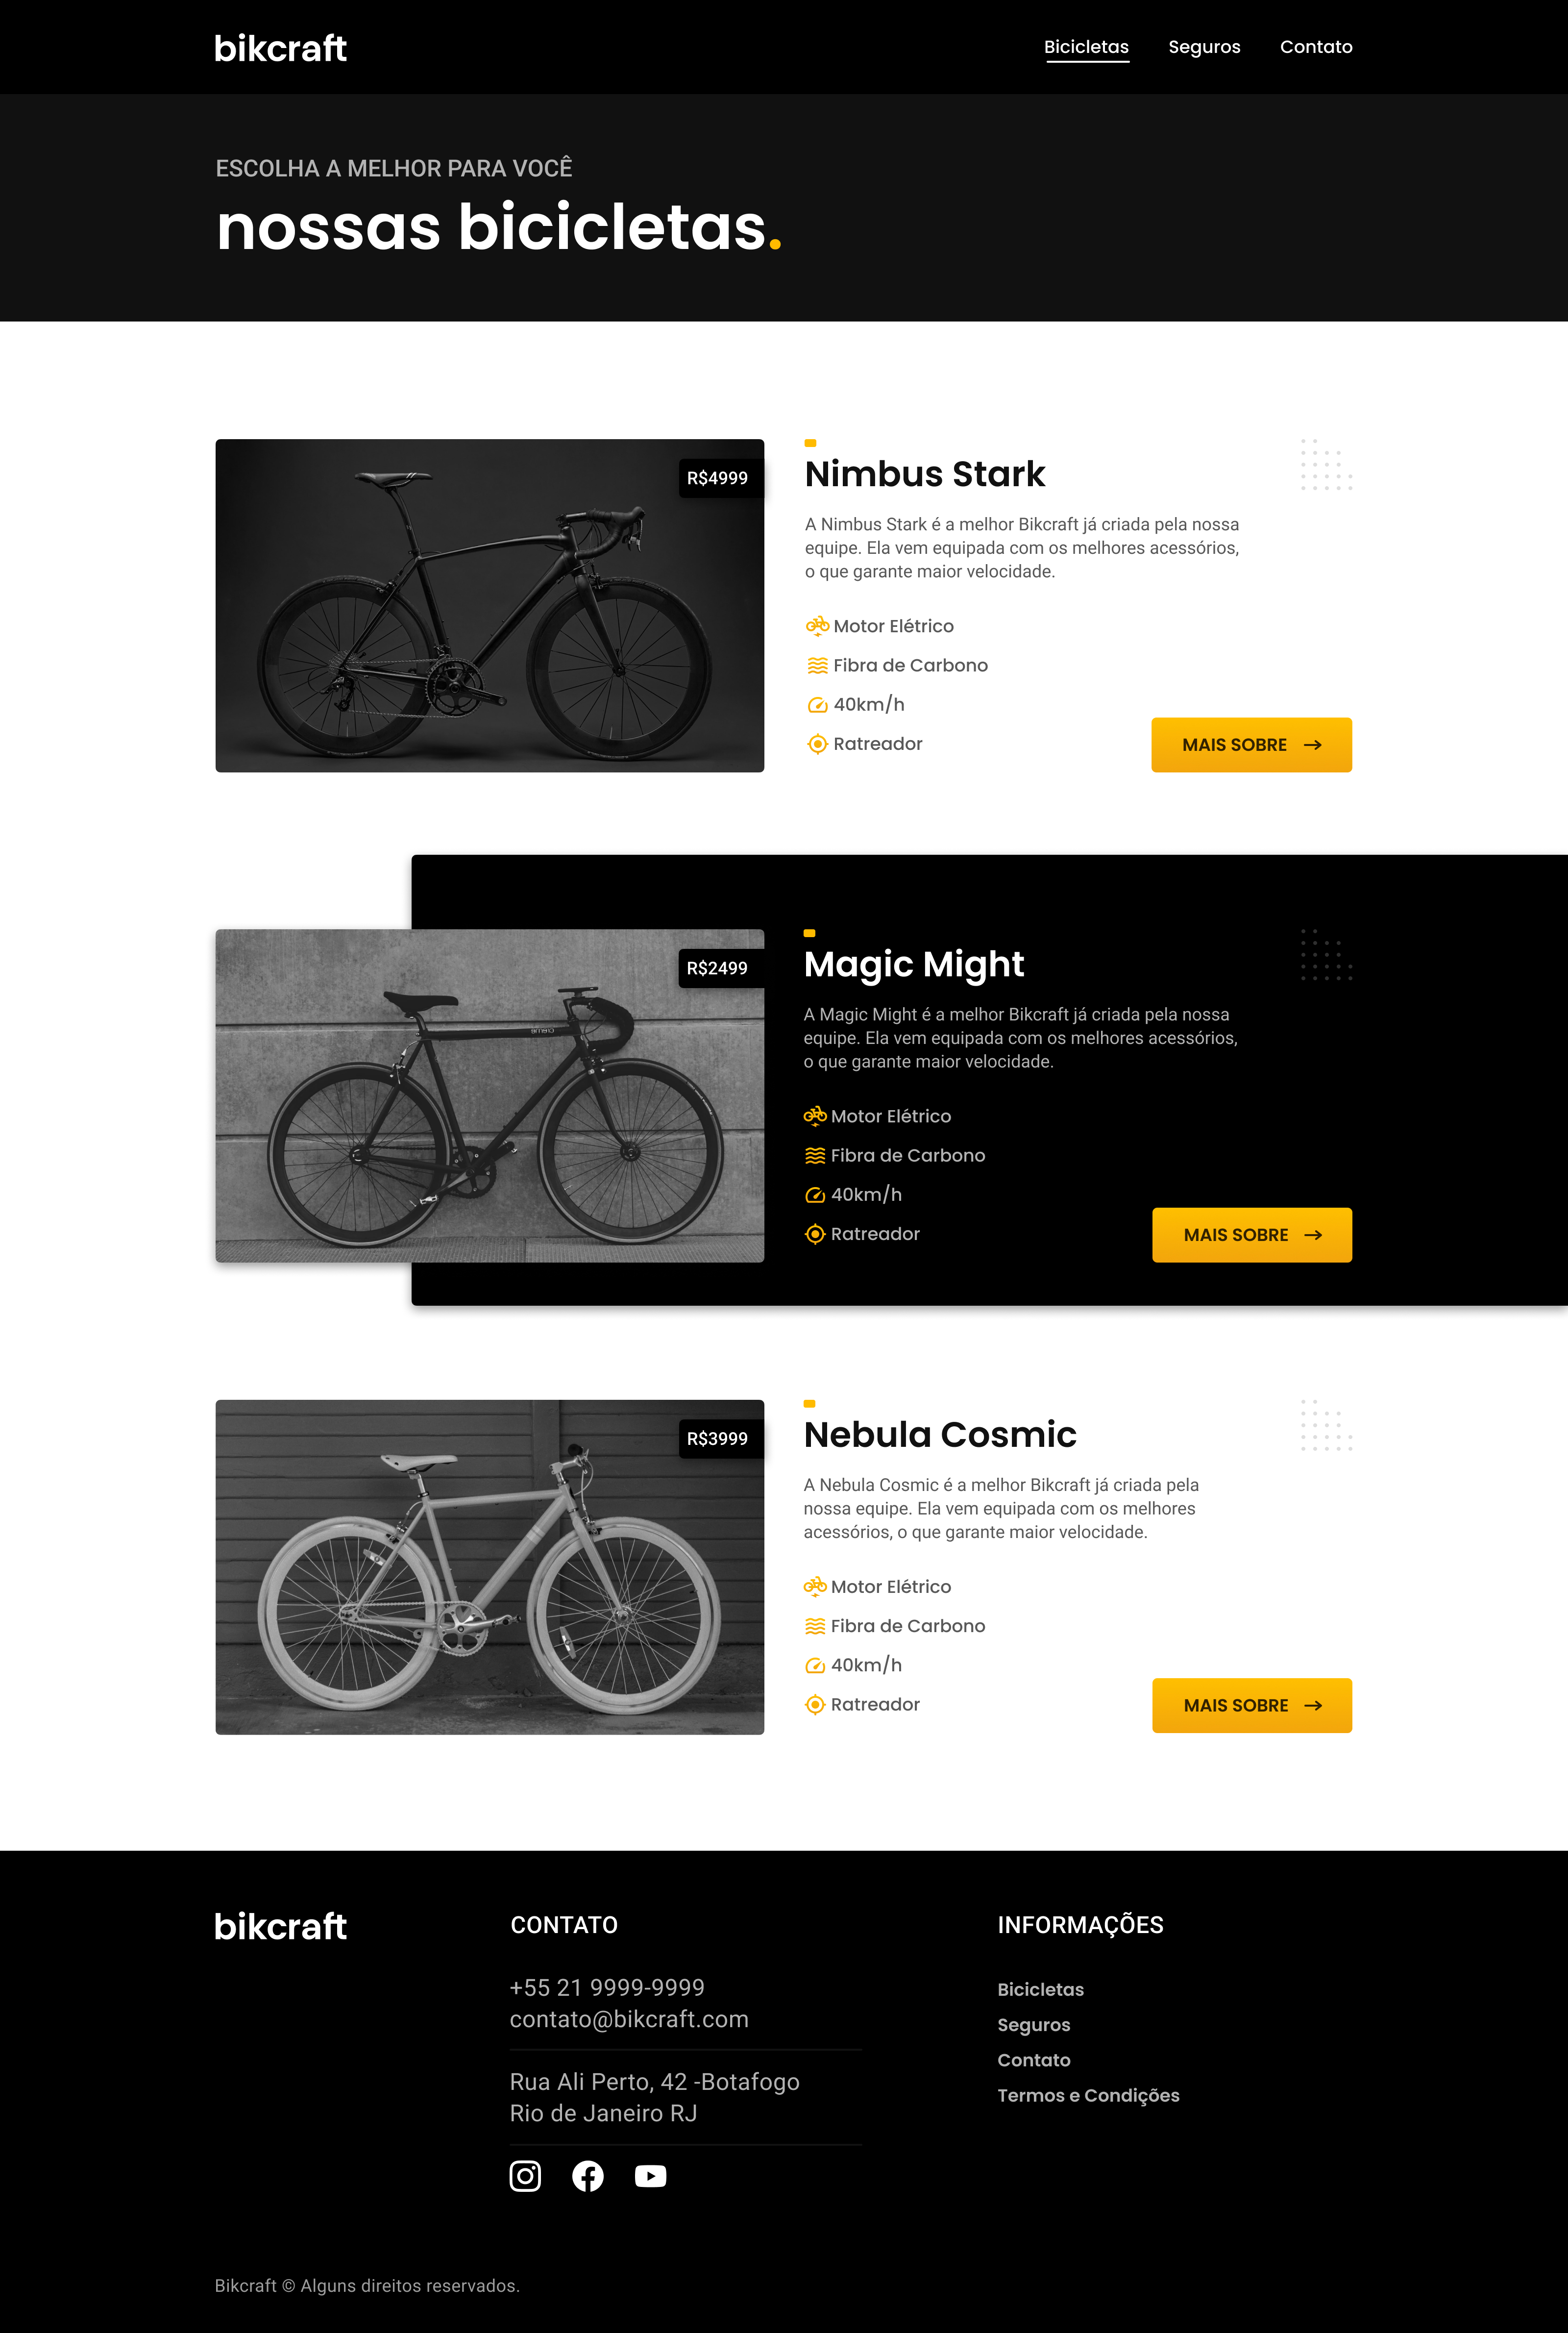 bikcraft
Bicicletas Seguros Contato
ESCOLHA A MELHOR PARA VOCÊ
nossas bicicletas.
R$4999
Nimbus Stark
A Nimbus Stark é a melhor Bikcraft já criada pela nossa
equipe. Ela vem equipada com os melhores acessórios,
o que garante maior velocidade.
Motor Elétrico
Fibra de Carbono
40km/h
Ratreador
MAIS SOBRE →
R$2499
Magic Might
A Magic Might é a melhor Bikcraft já criada pela nossa
equipe. Ela vem equipada com os melhores acessórios,
o que garante maior velocidade.
Motor Elétrico
Fibra de Carbono
40km/h
Ratreador
MAIS SOBRE →
R$3999
Nebula Cosmic
A Nebula Cosmic é a melhor Bikcraft já criada pela
nossa equipe. Ela vem equipada com os melhores
acessórios, o que garante maior velocidade.
Motor Elétrico
Fibra de Carbono
40km/h
Ratreador
MAIS SOBRE →
bikcraft
CONTATO
+55 21 9999-9999
contato@bikcraft.com
Rua Ali Perto, 42 -Botafogo
Rio de Janeiro RJ
INFORMAÇÕES
Bicicletas
Seguros
Contato
Termos e Condições
Bikcraft © Alguns direitos reservados.